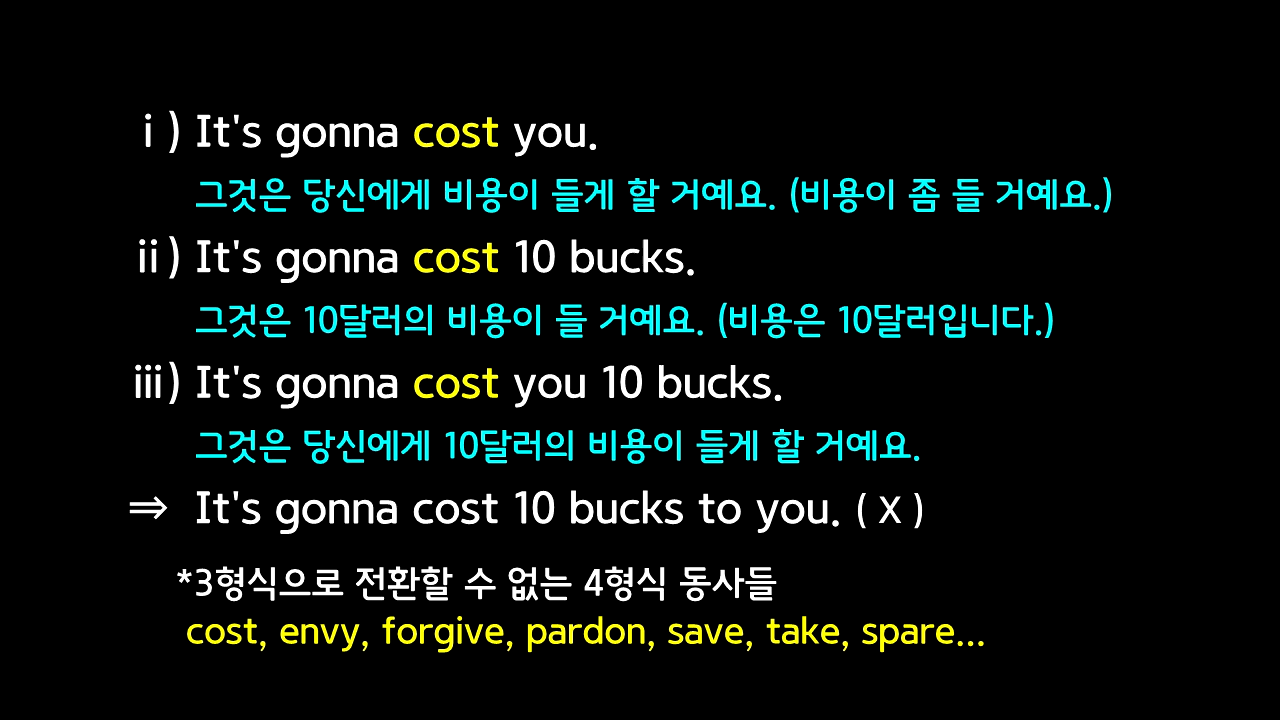 i ) It's gonna cost you.
그것은 당신에게 비용이 들게 할 거예요. (비용이 좀 들 거예요.)
ii ) It's gonna cost 10 bucks.
그것은 10달러의 비용이 들 거예요. (비용은 10달러입니다.)
iii ) It's gonna cost you 10 bucks.
그것은 당신에게 10달러의 비용이 들게 할 거예요.
⇒ It's gonna cost 10 bucks to you. ( X )
*3형식으로 전환할 수 없는 4형식 동사들
cost, envy, forgive, pardon, save, take, spare...